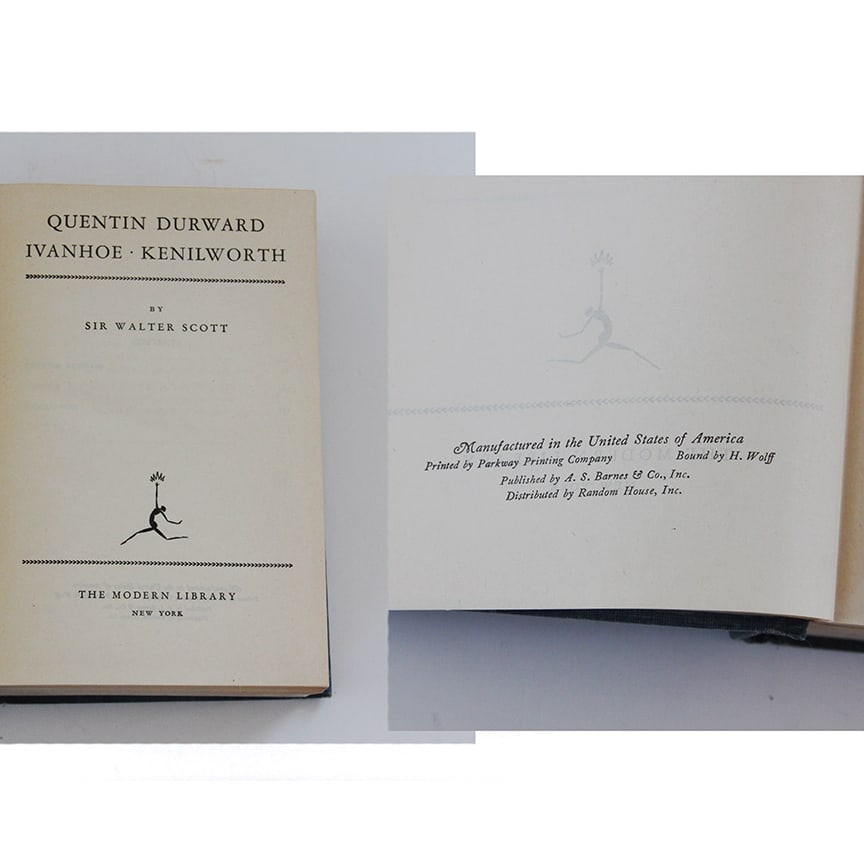 QUENTIN DURWARD
IVANHOE · KENILWORTH
BY
SIR WALTER SCOTT
THE MODERN LIBRARY
NEW YORK
Manufactured in the United States of America
Printed by Parkway Printing Company Bound by H. Wolff
Published by A. S. Barnes & Co., Inc.
Distributed by Random House, Inc.